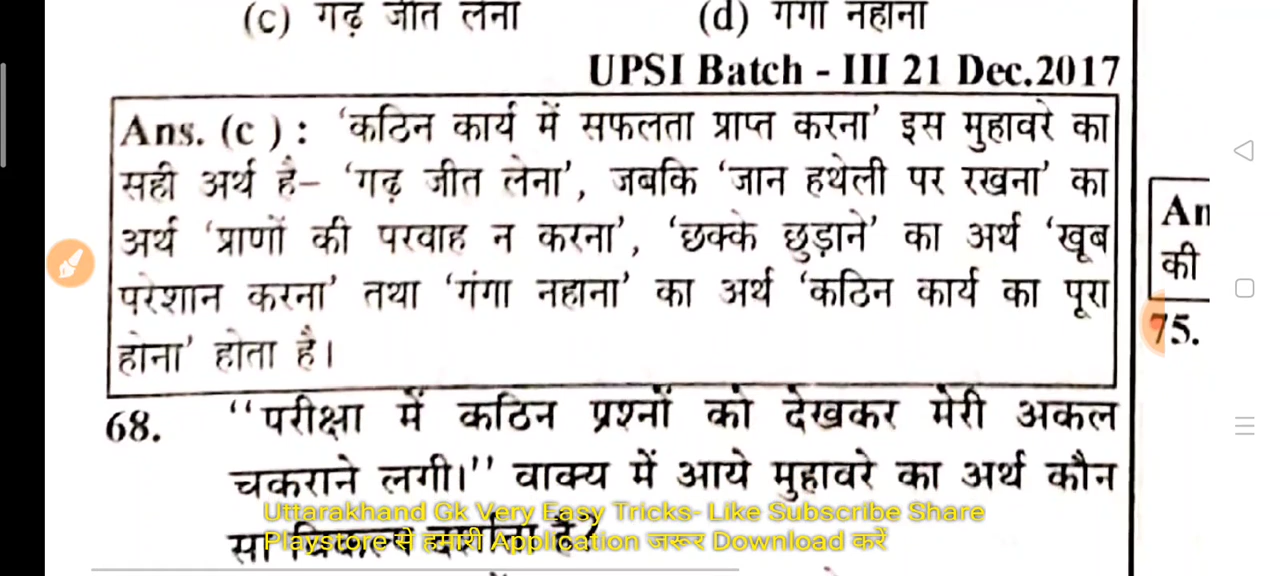 (c) गढ़ जीत लेना (d) गंगा नहाना
UPSI Batch - III 21 Dec.2017
Ans. (c ) : ‘कठिन कार्य में सफलता प्राप्त करना’ इस मुहावरे का
सही अर्थ है– ‘गढ़ जीत लेना’, जबकि ‘जान हथेली पर रखना’ का
अर्थ ‘प्राणों की परवाह न करना’, ‘छक्के छुड़ाने’ का अर्थ ‘खूब
परेशान करना’ तथा ‘गंगा नहाना’ का अर्थ ‘कठिन कार्य का पूरा
होना’ होता है।
68. ‘‘परीक्षा में कठिन प्रश्नों को देखकर मेरी अकल
चकराने लगी।’’ वाक्य में आये मुहावरे का अर्थ कौन
सा विकल्प दर्शाता है?
Uttarakhand Gk Very Easy Tricks- Like Subscribe Share
Playstore से हमारी Application जरूर Download करें
An
की
75.